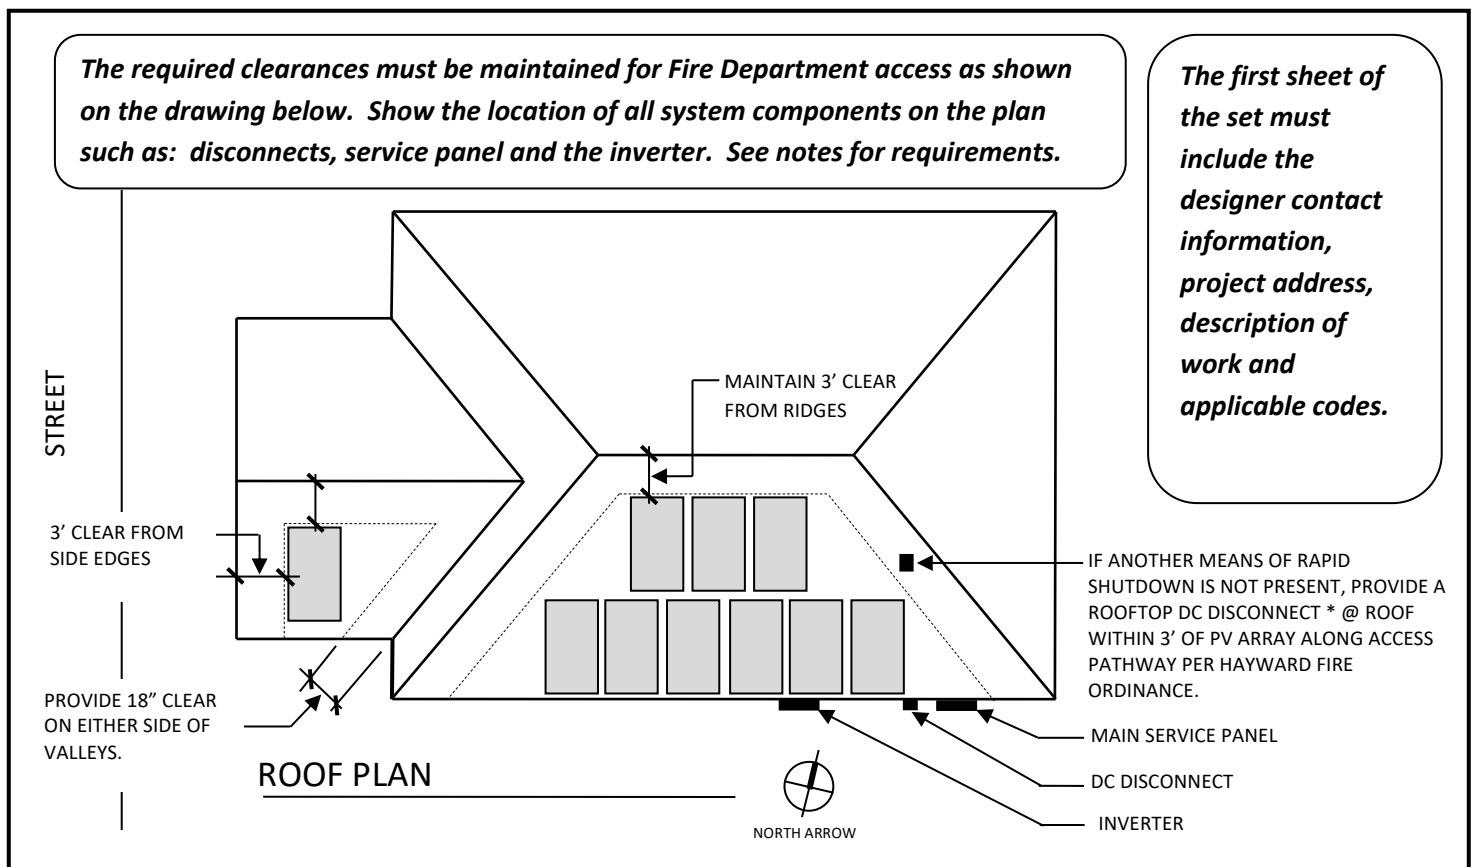 The required clearances must be maintained for Fire Department access as shown
on the drawing below.  Show the location of all system components on the plan
such as:  disconnects, service panel and the inverter.  See notes for requirements.
The first sheet of
the set must
include the
designer contact
information,
project address,
description of
work and
applicable codes.
STREET
MAINTAIN 3’ CLEAR
FROM RIDGES
3’ CLEAR FROM
SIDE EDGES
IF ANOTHER MEANS OF RAPID
SHUTDOWN IS NOT PRESENT, PROVIDE A
ROOFTOP DC DISCONNECT * @ ROOF
WITHIN 3’ OF PV ARRAY ALONG ACCESS
PATHWAY PER HAYWARD FIRE
ORDINANCE.
PROVIDE 18” CLEAR
ON EITHER SIDE OF
VALLEYS.
MAIN SERVICE PANEL
DC DISCONNECT
INVERTER
ROOF PLAN
NORTH ARROW